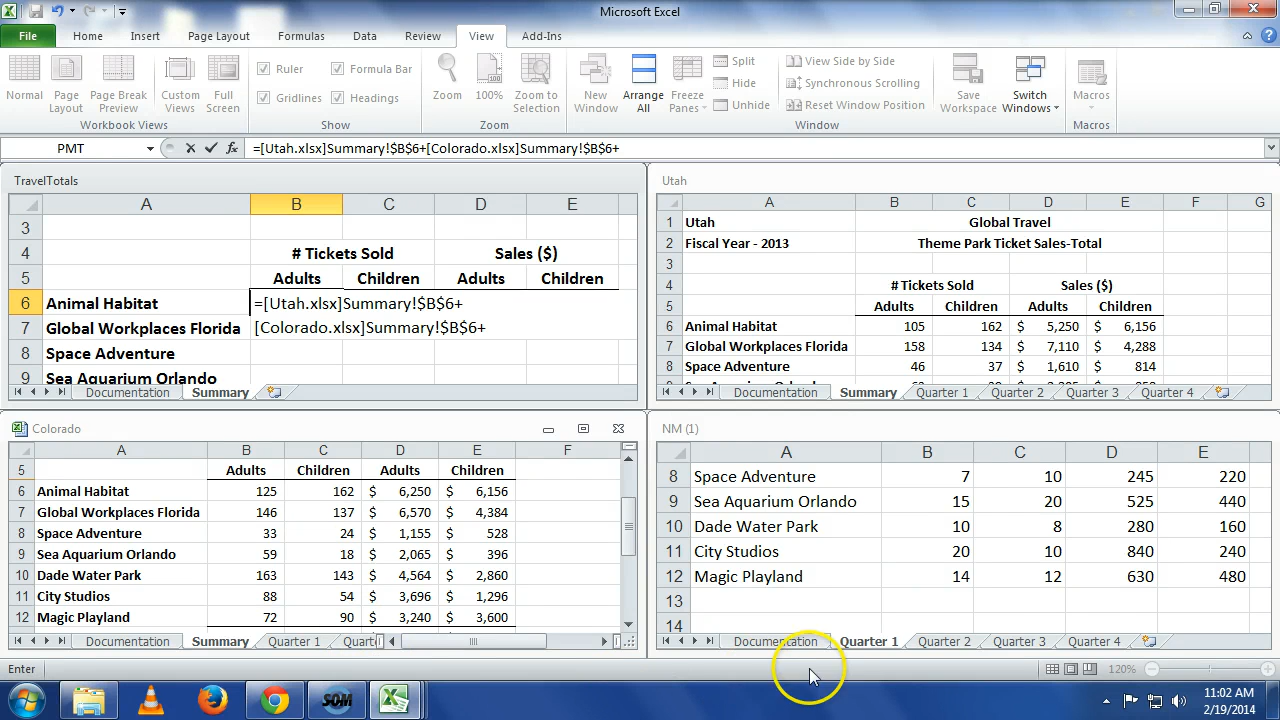 Microsoft Excel
File Home Insert Page Layout Formulas Data Review View Add-Ins
Normal Page Layout Page Break Preview Custom Views Full Screen
Workbook Views
Ruler Formula Bar
Gridlines Headings
Show
Zoom 100% Zoom to Selection
Zoom
New Window Arrange All Freeze Panes
Split
Hide
Unhide
View Side by Side
Synchronous Scrolling
Reset Window Position
Window
Save Workspace Switch Windows
Macros
Macros
PMT =[Utah.xlsx]Summary!$B$6+[Colorado.xlsx]Summary!$B$6+
TravelTotals
A B C D E
3
4 # Tickets Sold Sales ($)
5 Adults Children Adults Children
6 Animal Habitat =[Utah.xlsx]Summary!$B$6+
7 Global Workplaces Florida [Colorado.xlsx]Summary!$B$6+
8 Space Adventure
9 Sea Aquarium Orlando
Documentation Summary
Utah
A B C D E F G
1 Utah Global Travel
2 Fiscal Year - 2013 Theme Park Ticket Sales-Total
3
4 # Tickets Sold Sales ($)
5 Adults Children Adults Children
6 Animal Habitat 105 162 $ 5,250 $ 6,156
7 Global Workplaces Florida 158 134 $ 7,110 $ 4,288
8 Space Adventure 46 37 $ 1,610 $ 814
Documentation Summary Quarter 1 Quarter 2 Quarter 3 Quarter 4
Colorado
A B C D E F
5 Adults Children Adults Children
6 Animal Habitat 125 162 $ 6,250 $ 6,156
7 Global Workplaces Florida 146 137 $ 6,570 $ 4,384
8 Space Adventure 33 24 $ 1,155 $ 528
9 Sea Aquarium Orlando 59 18 $ 2,065 $ 396
10 Dade Water Park 163 143 $ 4,564 $ 2,860
11 City Studios 88 54 $ 3,696 $ 1,296
12 Magic Playland 72 90 $ 3,240 $ 3,600
Documentation Summary Quarter 1 Quart
NM (1)
A B C D E
8 Space Adventure 7 10 245 220
9 Sea Aquarium Orlando 15 20 525 440
10 Dade Water Park 10 8 280 160
11 City Studios 20 10 840 240
12 Magic Playland 14 12 630 480
13
14
Documentation Quarter 1 Quarter 2 Quarter 3 Quarter 4
Enter 120%
SOM
11:02 AM
2/19/2014